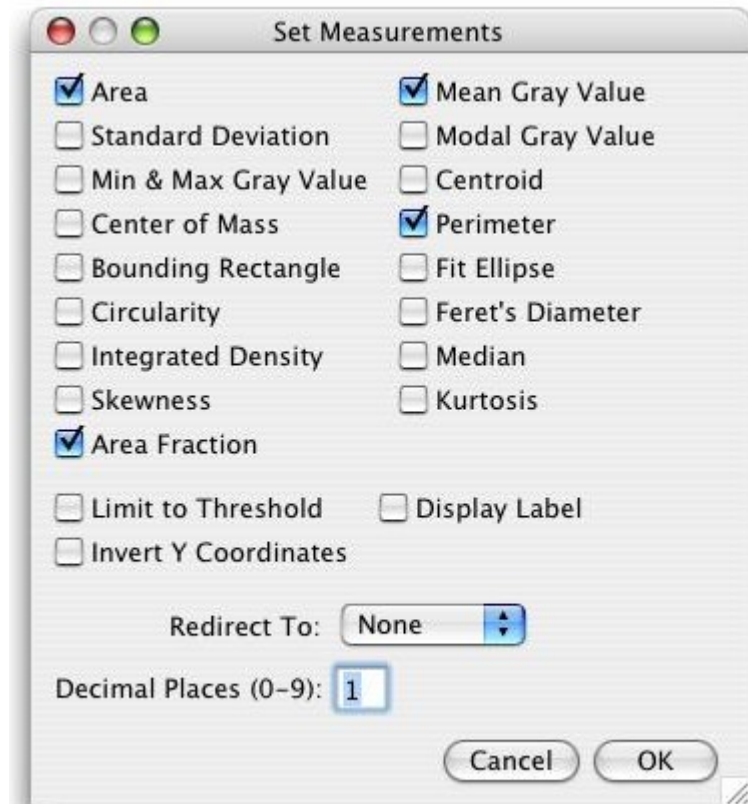 Set Measurements
Area Mean Gray Value
Standard Deviation Modal Gray Value
Min & Max Gray Value Centroid
Center of Mass Perimeter
Bounding Rectangle Fit Ellipse
Circularity Feret's Diameter
Integrated Density Median
Skewness Kurtosis
Area Fraction
Limit to Threshold Display Label
Invert Y Coordinates
Redirect To: None
Decimal Places (0-9): 1
Cancel OK